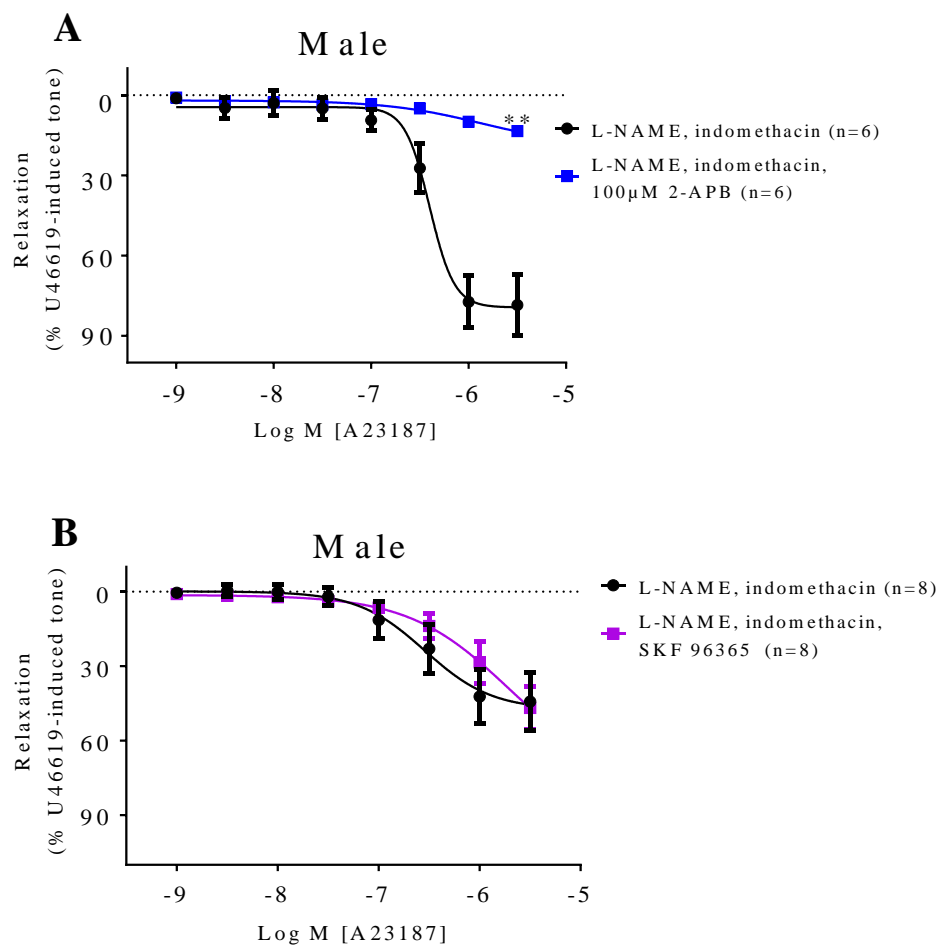 A
Male
Relaxation
(% U46619-induced tone)
0
30
60
90
**
-9
-8
-7
-6
-5
Log M [A23187]
L-NAME, indomethacin (n=6)
L-NAME, indomethacin,
100µM 2-APB (n=6)
B
Male
Relaxation
(% U46619-induced tone)
0
30
60
90
-9
-8
-7
-6
-5
Log M [A23187]
L-NAME, indomethacin (n=8)
L-NAME, indomethacin,
SKF 96365 (n=8)